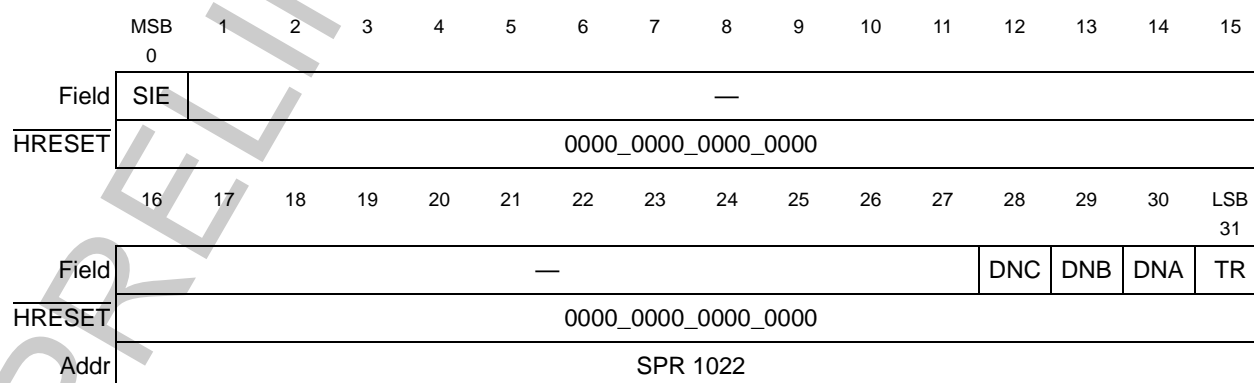 MSB 1 2 3 4 5 6 7 8 9 10 11 12 13 14 15
0
Field SIE —
HRESET 0000_0000_0000_0000
16 17 18 19 20 21 22 23 24 25 26 27 28 29 30 LSB
31
Field — DNC DNB DNA TR
HRESET 0000_0000_0000_0000
Addr SPR 1022
PRELI